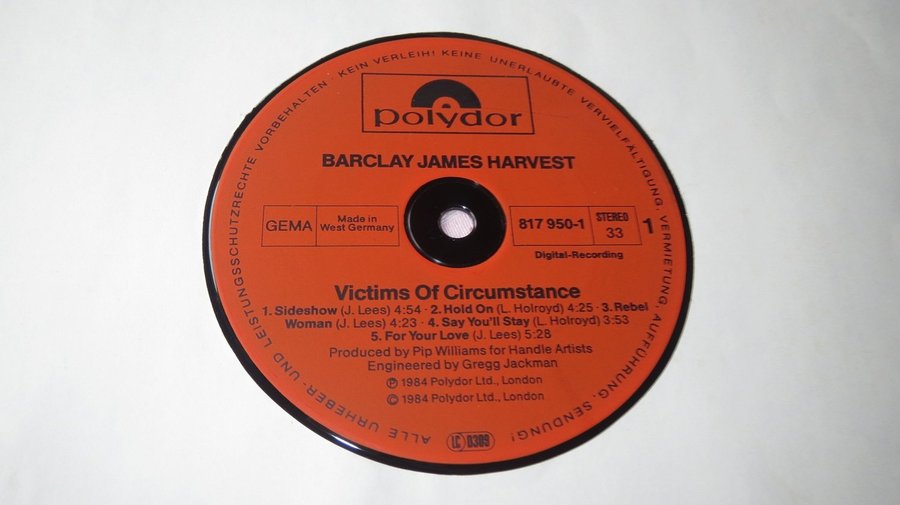 ALLE URHEBER- UND LEISTUNGSSCHUTZRECHTE VORBEHALTEN · KEIN VERLEIH! KEINE UNERLAUBTE VERVIELFÄLTIGUNG, VERMIETUNG, AUFFÜHRUNG, SENDUNG!
polydor
BARCLAY JAMES HARVEST
GEMA
Made in
West Germany
817 950-1
STEREO
33
1
Digital-Recording
Victims Of Circumstance
1. Sideshow (J. Lees) 4:54 · 2. Hold On (L. Holroyd) 4:25 · 3. Rebel
Woman (J. Lees) 4:23 · 4. Say You'll Stay (L. Holroyd) 3:53
5. For Your Love (J. Lees) 5:28
Produced by Pip Williams for Handle Artists
Engineered by Gregg Jackman
℗ 1984 Polydor Ltd., London
© 1984 Polydor Ltd., London
LC 0309